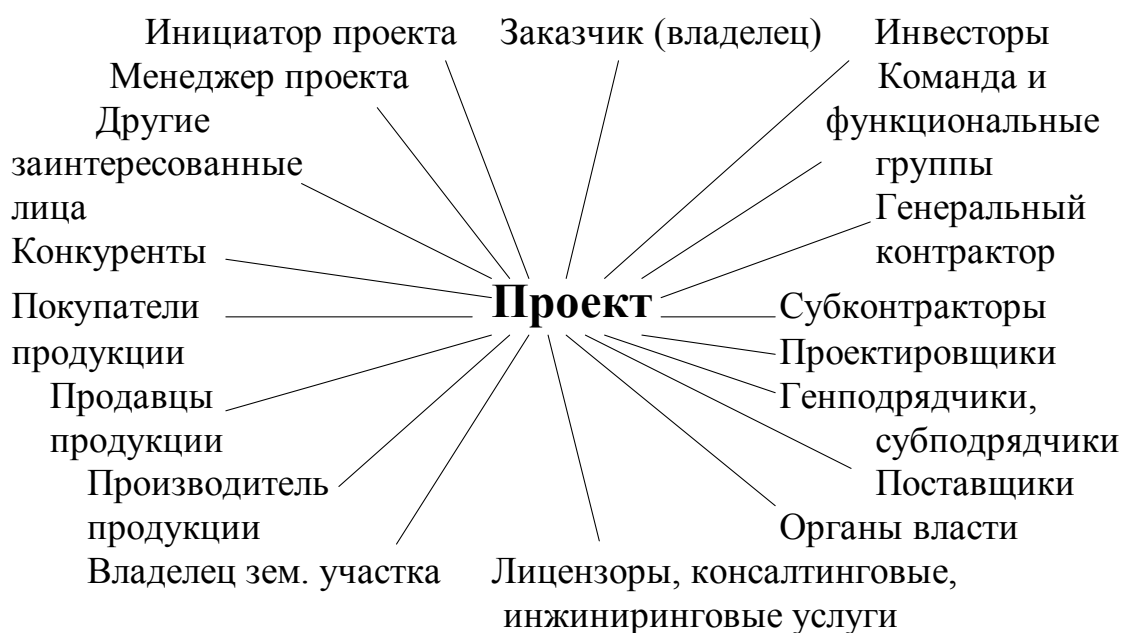 Инициатор проекта Заказчик (владелец) Инвесторы
Менеджер проекта Команда и
Другие функциональные
заинтересованные группы
лица Генеральный
Конкуренты контрактор
Проект
Покупатели Субконтракторы
продукции Проектировщики
Продавцы Генподрядчики,
продукции субподрядчики
Производитель Поставщики
продукции Органы власти
Владелец зем. участка Лицензоры, консалтинговые,
инжиниринговые услуги